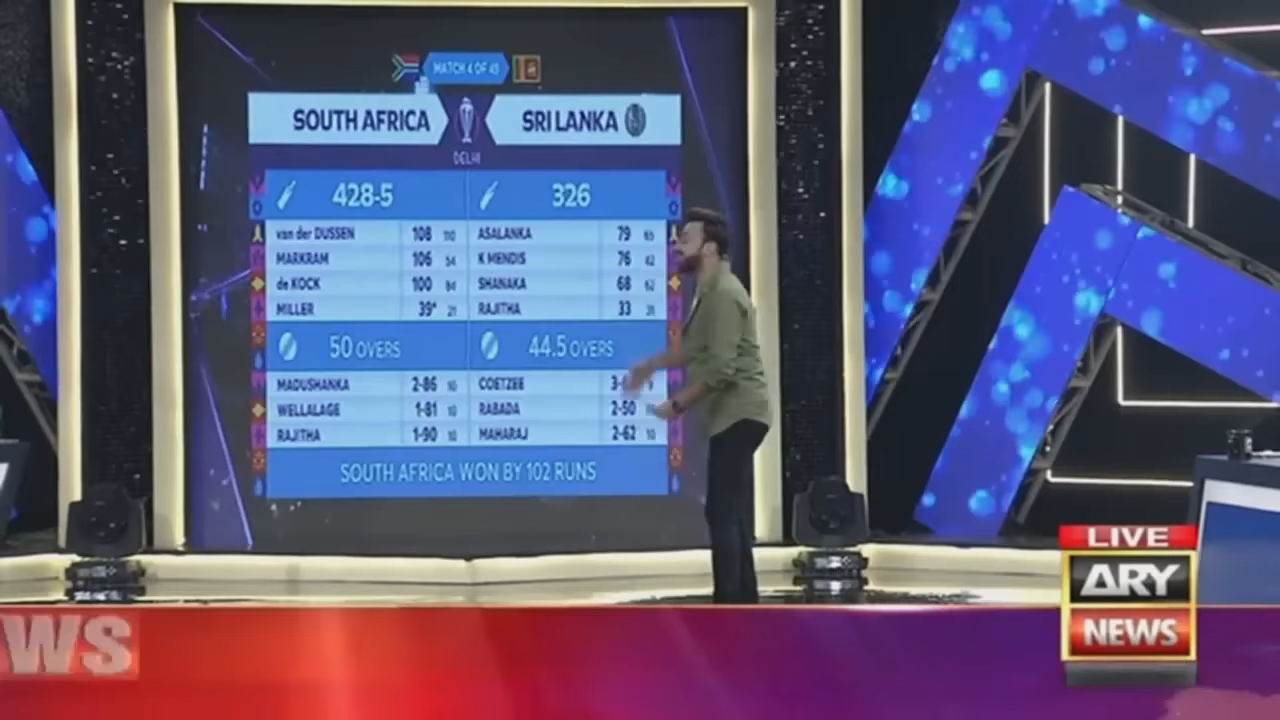 MATCH 4 OF 45
SOUTH AFRICA SRI LANKA
DELHI
428-5 326
van der DUSSEN 108 110 ASALANKA 79 65
MARKRAM 106 54 K MENDIS 76 42
de KOCK 100 84 SHANAKA 68 62
MILLER 39* 21 RAJITHA 33 31
50 OVERS 44.5 OVERS
MADUSHANKA 2-86 10 COETZEE 9
WELLALAGE 1-81 10 RABADA 2-50
RAJITHA 1-90 10 MAHARAJ 2-62 10
SOUTH AFRICA WON BY 102 RUNS
LIVE
ARY
NEWS
WS